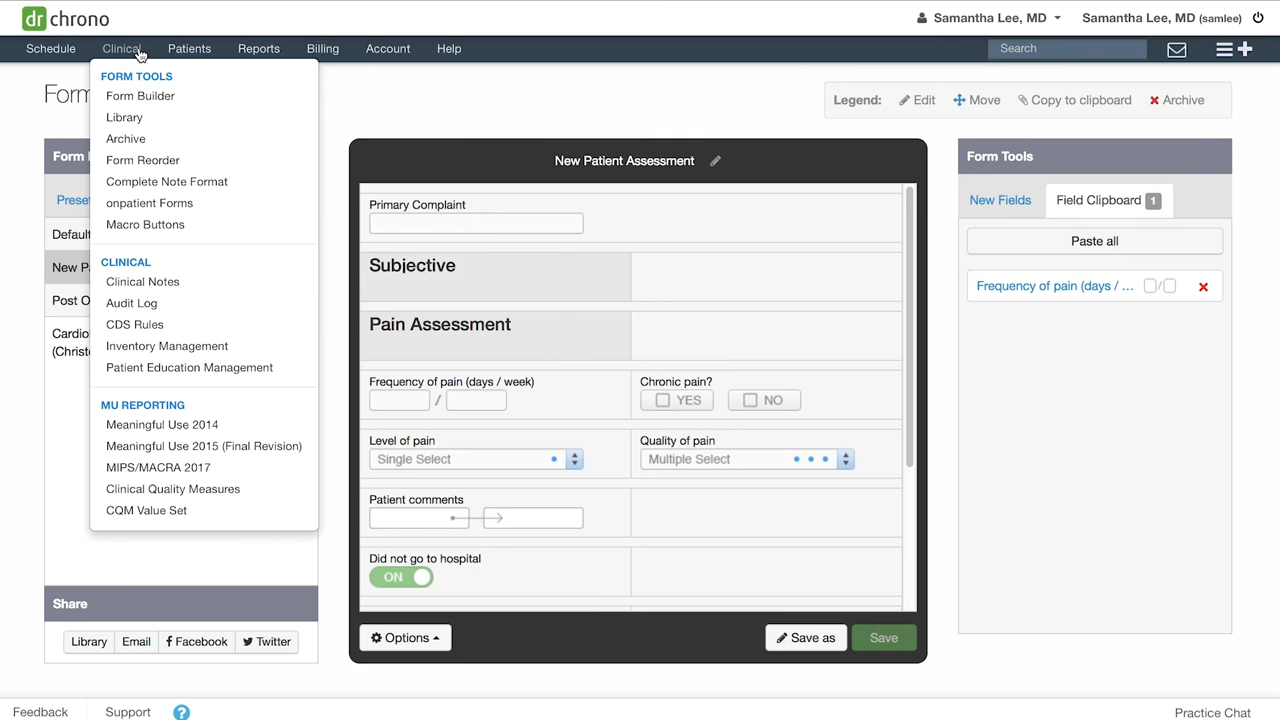 dr chrono
Samantha Lee, MD
Samantha Lee, MD (samlee)
Schedule
Clinical
Patients
Reports
Billing
Account
Help
Search
FORM TOOLS
Form Builder
Library
Archive
Form Reorder
Complete Note Format
onpatient Forms
Macro Buttons
CLINICAL
Clinical Notes
Audit Log
CDS Rules
Inventory Management
Patient Education Management
MU REPORTING
Meaningful Use 2014
Meaningful Use 2015 (Final Revision)
MIPS/MACRA 2017
Clinical Quality Measures
CQM Value Set
Form
Legend: Edit Move Copy to clipboard Archive
Form
Prese
Default
New P
Post O
Cardio
(Christ
Share
Library Email Facebook Twitter
New Patient Assessment
Primary Complaint
Subjective
Pain Assessment
Frequency of pain (days / week)
/
Chronic pain?
YES NO
Level of pain
Single Select
Quality of pain
Multiple Select
Patient comments
Did not go to hospital
ON
Options
Save as
Save
Form Tools
New Fields
Field Clipboard 1
Paste all
Frequency of pain (days / ... /
Feedback
Support
?
Practice Chat